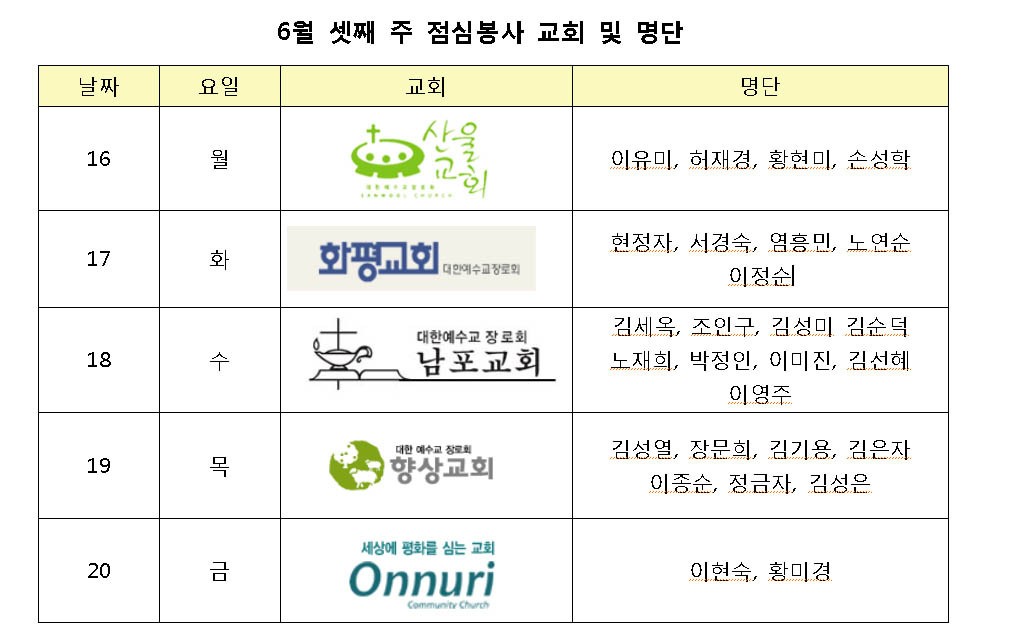 6월 셋째 주 점심봉사 교회 및 명단
날짜 요일 교회 명단
16 월 산울교회 이유미, 허재경, 황현미, 손성학
대한예수교장로회
SANWOOL CHURCH
17 화 화평교회 대한예수교장로회 현정자, 서경숙, 염흥민, 노연순
이정순
18 수 대한예수교 장로회 김세옥, 조인구, 김성미 김순덕
남포교회 노재희, 박정인, 이미진, 김선혜
이영주
19 목 대한 예수교 장로회 김성열, 장문희, 김기용, 김은자
향상교회 이종순, 정금자, 김성은
20 금 세상에 평화를 심는 교회 이현숙, 황미경
Onnuri
Community Church